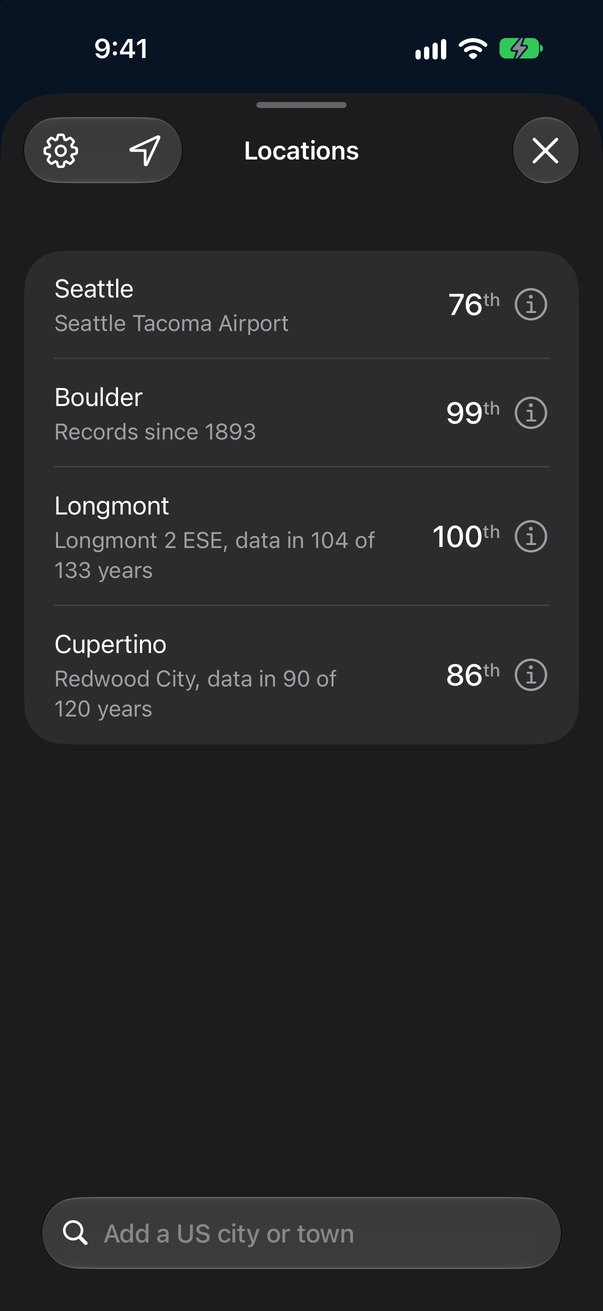 9:41
Locations
Seattle
Seattle Tacoma Airport
76th
Boulder
Records since 1893
99th
Longmont
Longmont 2 ESE, data in 104 of
133 years
100th
Cupertino
Redwood City, data in 90 of
120 years
86th
Add a US city or town